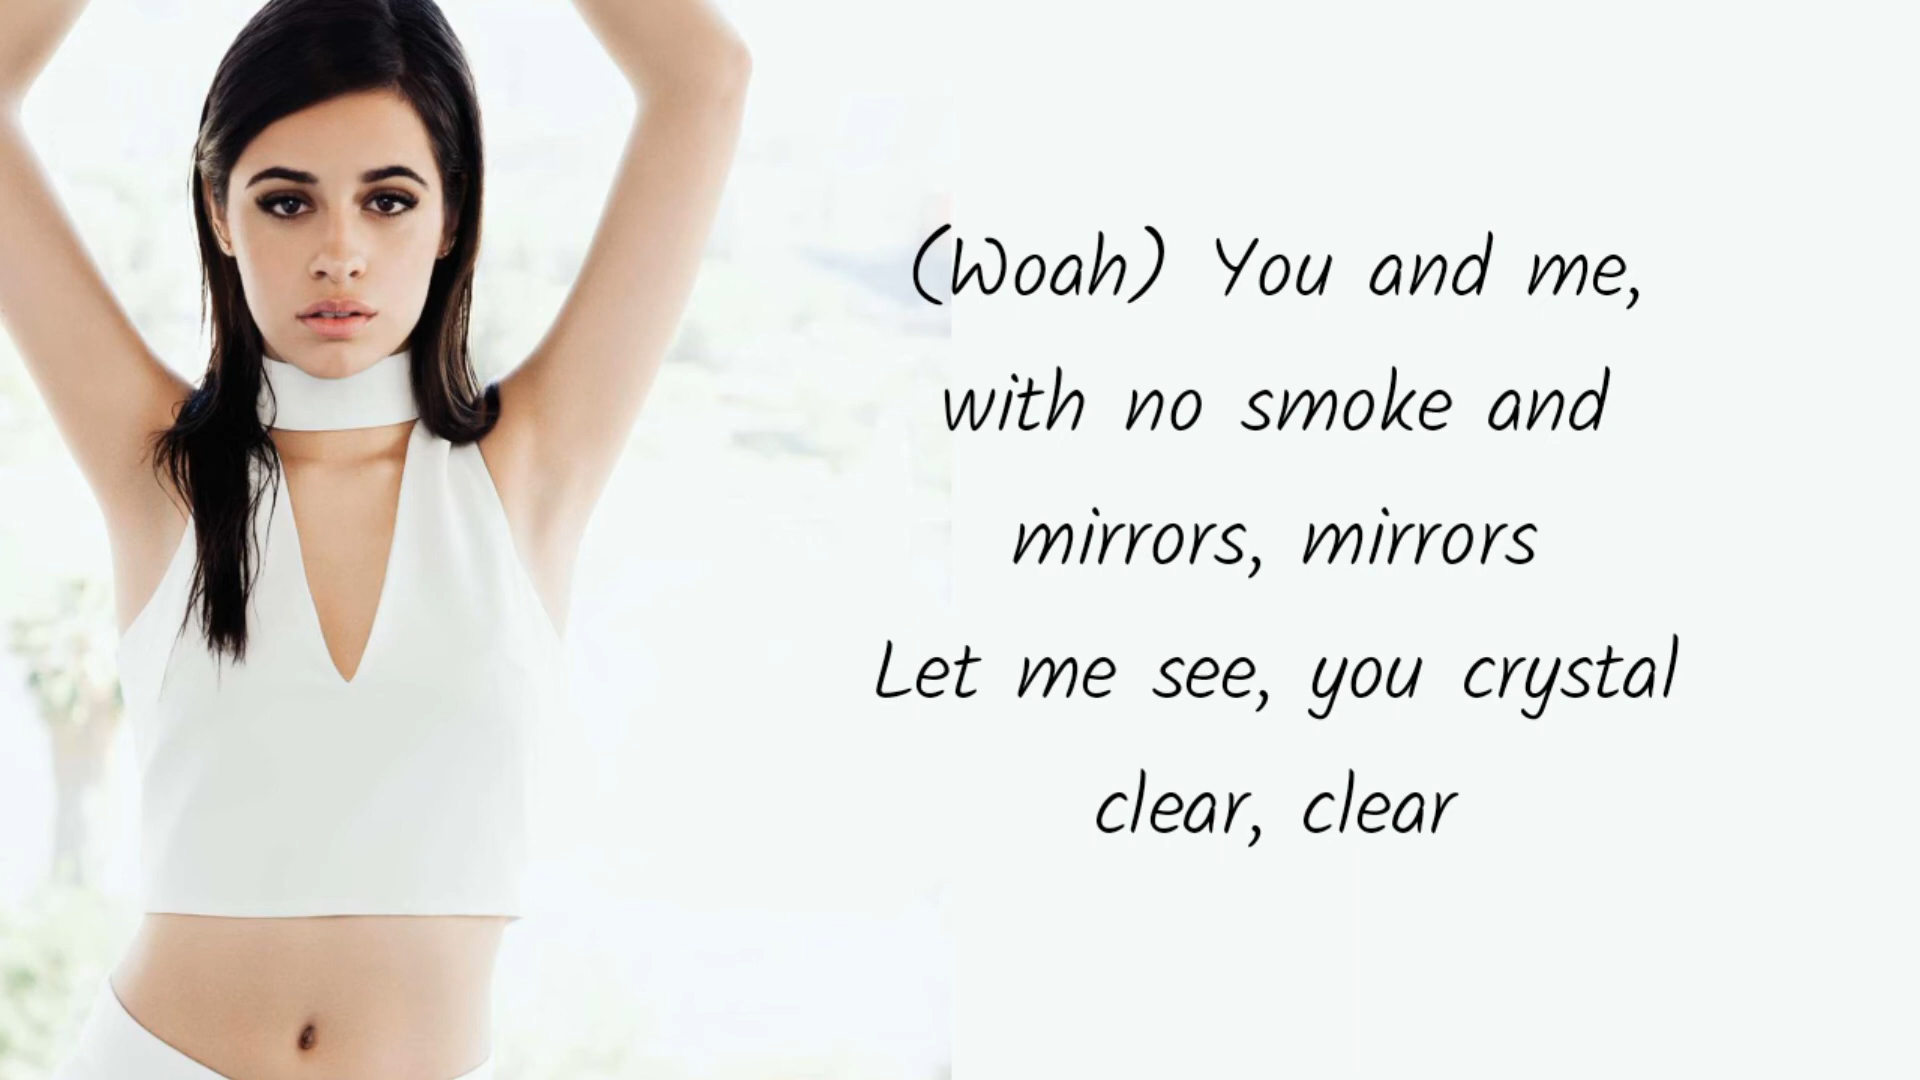 (Woah) You and me,
with no smoke and
mirrors, mirrors
Let me see, you crystal
clear, clear